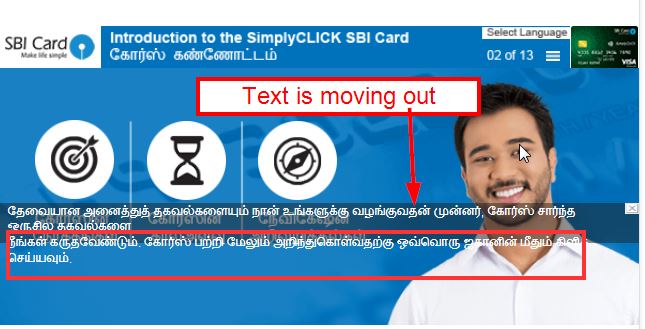 SBI Card
Make life simple
Introduction to the SimplyCLICK SBI Card
கோர்ஸ் கண்ணோட்டம்
Select Language
02 of 13
VISA
Text is moving out
தேவையான அனைத்துத் தகவல்களையும் நான் உங்களுக்கு வழங்குவதன் முன்னர், கோர்ஸ் சார்ந்த
ஒருசில தகவல்களை
நீங்கள் கருதவேண்டும். கோர்ஸ் பற்றி மேலும் அறிந்துகொள்வதற்கு ஒவ்வொரு ஐகானின் மீதும்
செய்யவும்.